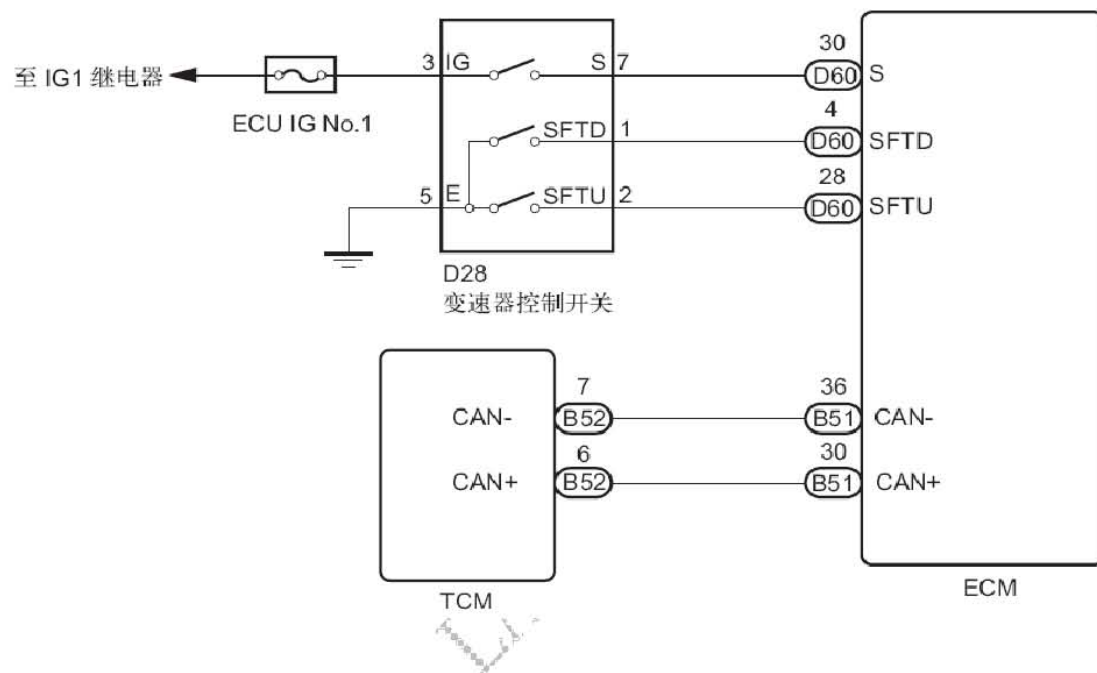 30
至 IG1 继电器
3 IG
S 7
D60 S
ECU IG No.1
4
SFTD 1
D60 SFTD
28
5 E
SFTU 2
D60 SFTU
D28
变速器控制开关
7
36
CAN-
B52
B51 CAN-
6
30
CAN+
B52
B51 CAN+
TCM
ECM